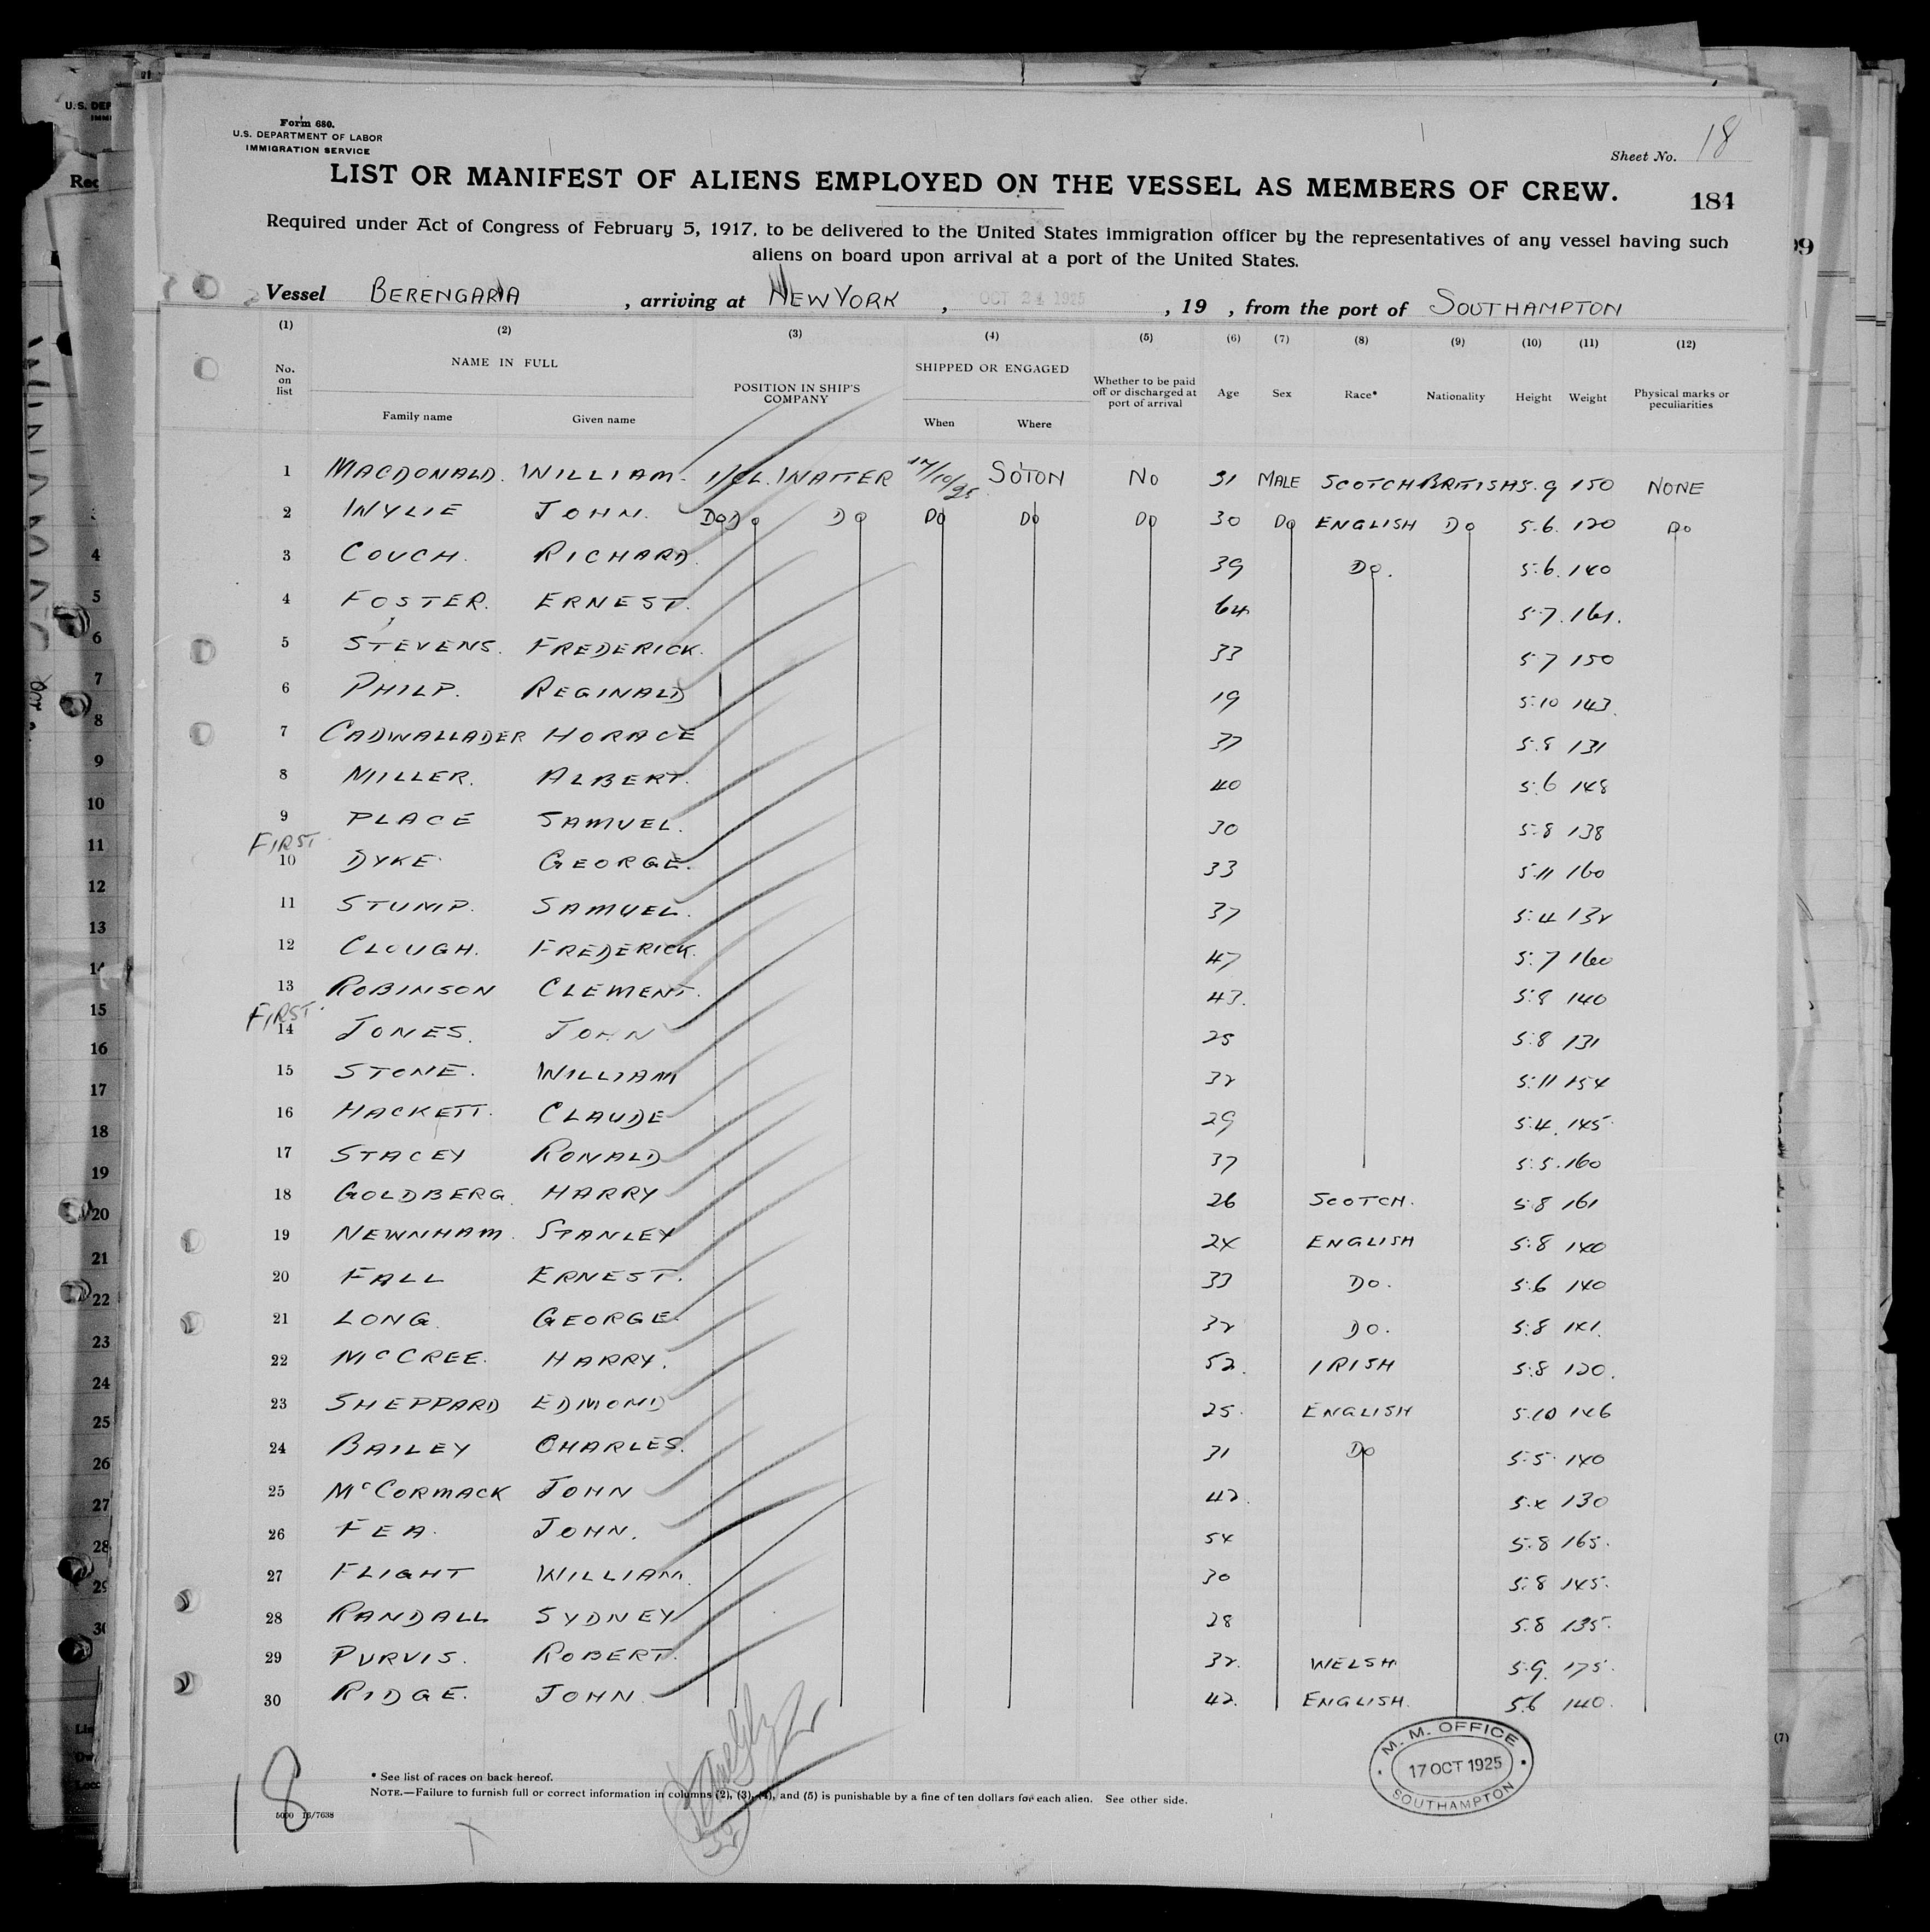 Form 680.
U.S. DEPARTMENT OF LABOR
IMMIGRATION SERVICE
Sheet No. 18
LIST OR MANIFEST OF ALIENS EMPLOYED ON THE VESSEL AS MEMBERS OF CREW.
184
Required under Act of Congress of February 5, 1917, to be delivered to the United States immigration officer by the representatives of any vessel having such
aliens on board upon arrival at a port of the United States.
Vessel BERENGARIA , arriving at NEW YORK , OCT 24 1925 , 19 , from the port of SOUTHAMPTON
(1) (2) (3) (4) (5) (6) (7) (8) (9) (10) (11) (12)
No. on list NAME IN FULL Family name Given name POSITION IN SHIP'S COMPANY SHIPPED OR ENGAGED When Where Whether to be paid off or discharged at port of arrival Age Sex Race* Nationality Height Weight Physical marks or peculiarities
1 MACDONALD. WILLIAM. 1/CL. WAITER 17/10/25 SOTON NO 31 MALE SCOTCH BRITISH 5.9 150 NONE
2 WYLIE JOHN. DO DO DO DO DO DO 30 DO ENGLISH DO 5.6. 120 DO
3 COUCH. RICHARD. 39 DO. 5.6. 140
4 FOSTER. ERNEST. 64 5.7. 161.
5 STEVENS. FREDERICK. 33 5.7 150
6 PHILP. REGINALD 19 5.10 143
7 CADWALLADER HORACE 37 5.8 131
8 MILLER. ALBERT. 40 5.6 148
9 PLACE SAMUEL. 30 5.8 138
FIRST
10 DYKE GEORGE. 33 5.11 160
11 STUMP. SAMUEL. 37 5.4 132
12 CLOUGH. FREDERICK. 47 5.7 160
13 ROBINSON CLEMENT. 43. 5.8 140
FIRST.
14 JONES. JOHN 25 5.8 131
15 STONE. WILLIAM 32 5.11 154
16 HACKETT. CLAUDE 29 5.4. 145.
17 STACEY RONALD 37 5.5. 160
18 GOLDBERG. HARRY 26 SCOTCH. 5.8 161
19 NEWNHAM. STANLEY 24 ENGLISH 5.8 140
20 FALL ERNEST. 33 DO. 5.6 140
21 LONG. GEORGE. 32 DO. 5.8 141.
22 McCREE. HARRY. 52. IRISH 5.8 120.
23 SHEPPARD EDMOND 25. ENGLISH 5.10 146
24 BAILEY CHARLES. 31 DO 5.5 140
25 McCORMACK JOHN 42. 5.4 130
26 FEA. JOHN. 54 5.8 165.
27 FLIGHT WILLIAM. 30 5.8 145.
28 RANDALL SYDNEY 28 5.8 135.
29 PURVIS. ROBERT. 32. WELSH 5.9. 175.
30 RIDGE. JOHN 42. ENGLISH. 5.6 140.
M. M. OFFICE
17 OCT 1925
SOUTHAMPTON
18
* See list of races on back hereof.
NOTE.—Failure to furnish full or correct information in columns (2), (3), (4), and (5) is punishable by a fine of ten dollars for each alien. See other side.
5000 16/7638